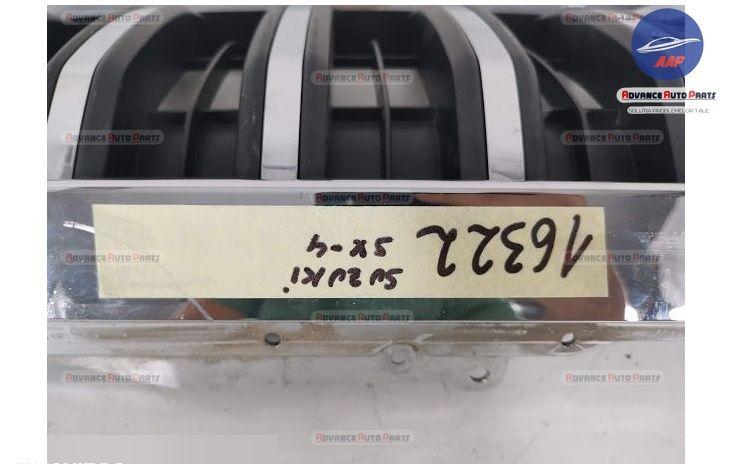 AAP
ADVANCE AUTO PARTS
SOLUTIA PROBLEMELOR TALE
16322
SUZUKI
SX-4